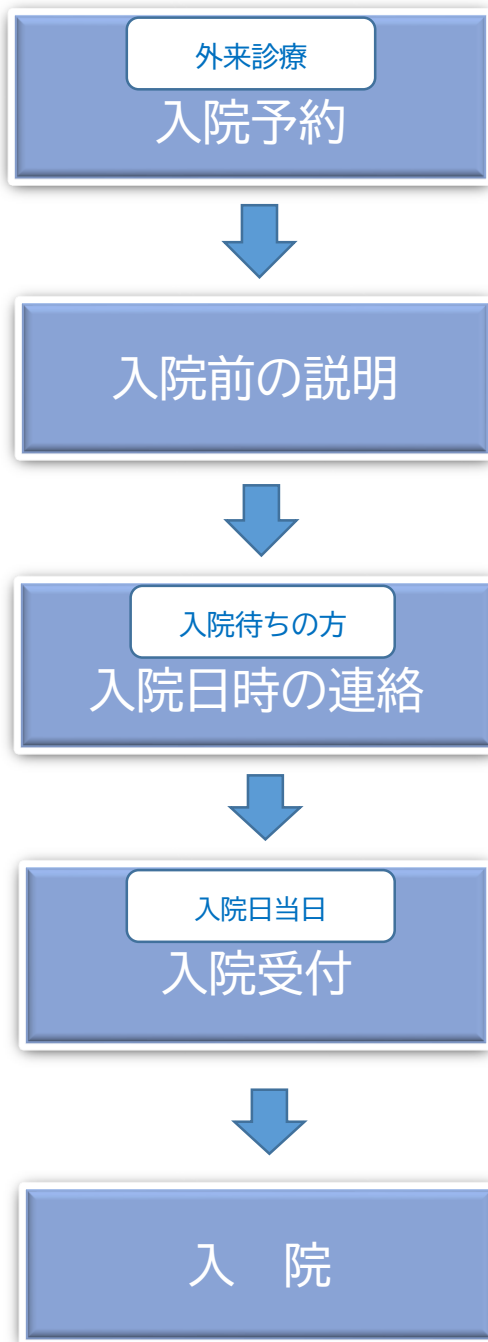 外来診療
入院予約
入院前の説明
入院待ちの方
入院日時の連絡
入院日当日
入院受付
入　院